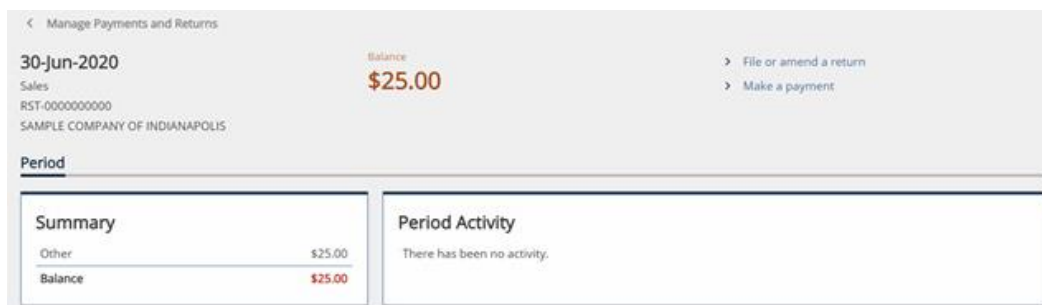 < Manage Payments and Returns
30-Jun-2020
Sales
RST-0000000000
SAMPLE COMPANY OF INDIANAPOLIS
Balance
$25.00
> File or amend a return
> Make a payment
Period
Summary
Other $25.00
Balance $25.00
Period Activity
There has been no activity.